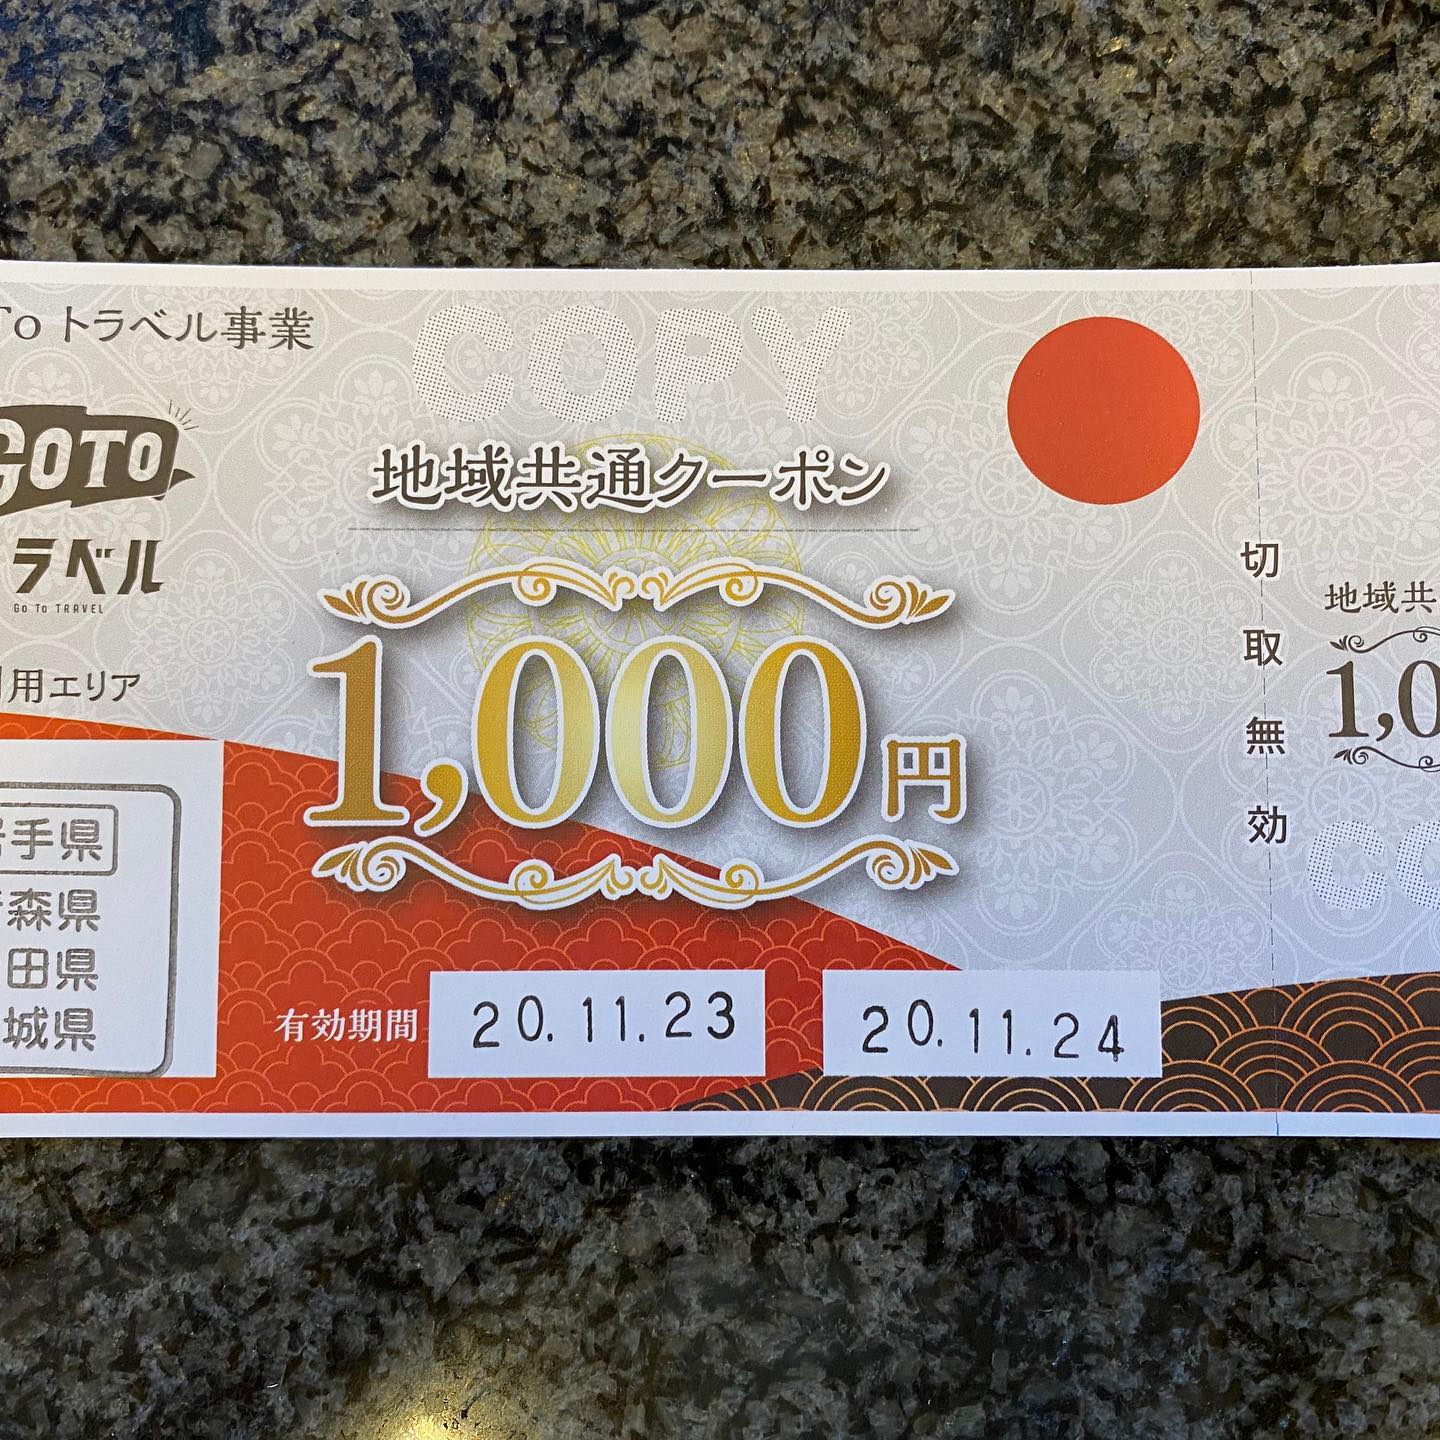 To トラベル事業
COPY
GOTO
ラベル
Go To TRAVEL
用エリア
岩手県
森県
田県
城県
地域共通クーポン
1,000円
有効期間
20.11.23
20.11.24
切取無効
地域共
1,0
CO